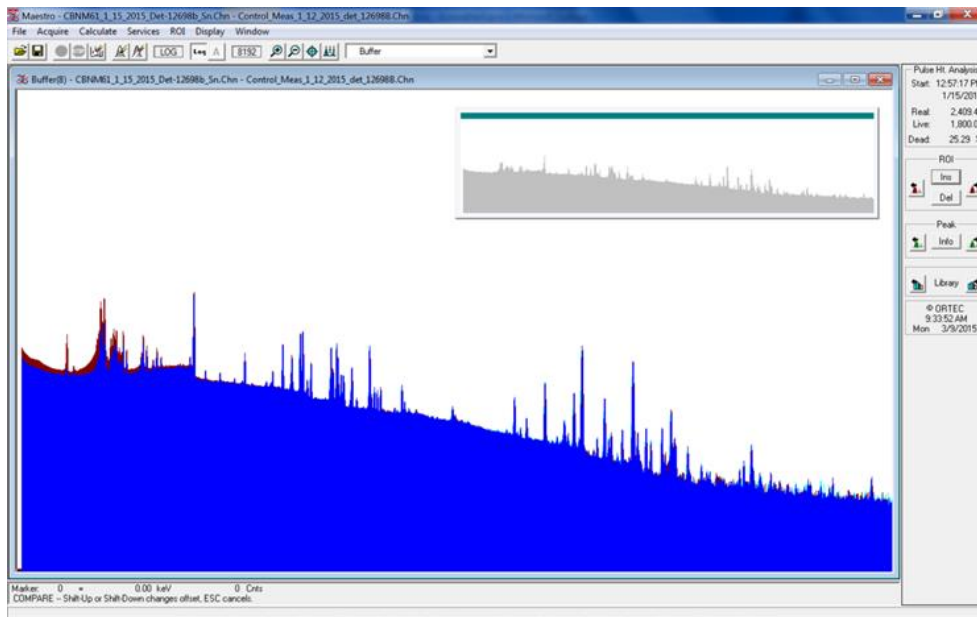 Maestro - CBNM61_1_15_2015_Det-12698b_Sn.Chn - Control_Meas_1_12_2015_det_12698B.Chn
File Acquire Calculate Services ROI Display Window
LOG Log A 8192 Buffer
Buffer(8) - CBNM61_1_15_2015_Det-12698b_Sn.Chn - Control_Meas_1_12_2015_det_12698B.Chn
Pulse Ht. Analysis
Start: 12:57:17 P
1/15/201
Real: 2,409.4
Live: 1,800.0
Dead: 25.29
ROI
Ins
Del
Peak
Info
Library
© ORTEC
9:33:52 AM
Mon 3/9/2015
Marker: 0 = 0.00 keV 0 Cnts
COMPARE -- Shift-Up or Shift-Down changes offset, ESC cancels.